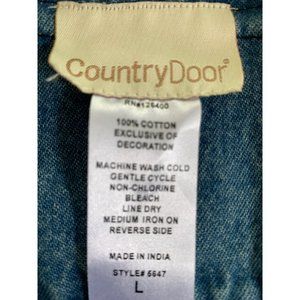 CountryDoor®
RN#126400
100% COTTON
EXCLUSIVE OF
DECORATION
MACHINE WASH COLD
GENTLE CYCLE
NON-CHLORINE
BLEACH
LINE DRY
MEDIUM IRON ON
REVERSE SIDE
MADE IN INDIA
STYLE# 5647
L